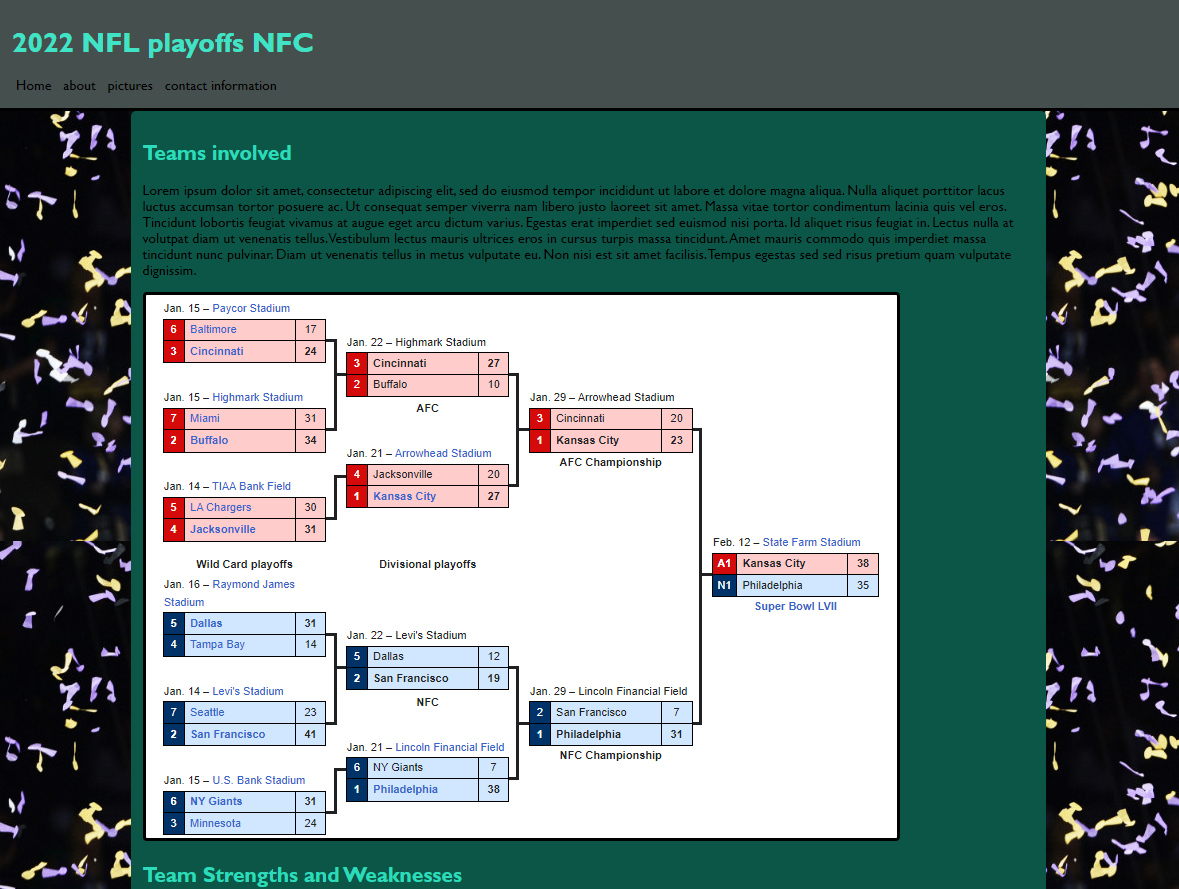 2022 NFL playoffs NFC
Home about pictures contact information
Teams involved
Lorem ipsum dolor sit amet, consectetur adipiscing elit, sed do eiusmod tempor incididunt ut labore et dolore magna aliqua. Nulla aliquet porttitor lacus
luctus accumsan tortor posuere ac. Ut consequat semper viverra nam libero justo laoreet sit amet. Massa vitae tortor condimentum lacinia quis vel eros.
Tincidunt lobortis feugiat vivamus at augue eget arcu dictum varius. Egestas erat imperdiet sed euismod nisi porta. Id aliquet risus feugiat in. Lectus nulla at
volutpat diam ut venenatis tellus. Vestibulum lectus mauris ultrices eros in cursus turpis massa tincidunt. Amet mauris commodo quis imperdiet massa
tincidunt nunc pulvinar. Diam ut venenatis tellus in metus vulputate eu. Non nisi est sit amet facilisis. Tempus egestas sed sed risus pretium quam vulputate
dignissim.
Jan. 15 – Paycor Stadium
6 Baltimore 17
3 Cincinnati 24
Jan. 15 – Highmark Stadium
7 Miami 31
2 Buffalo 34
Jan. 14 – TIAA Bank Field
5 LA Chargers 30
4 Jacksonville 31
Wild Card playoffs
Jan. 16 – Raymond James
Stadium
5 Dallas 31
4 Tampa Bay 14
Jan. 14 – Levi's Stadium
7 Seattle 23
2 San Francisco 41
Jan. 15 – U.S. Bank Stadium
6 NY Giants 31
3 Minnesota 24
Jan. 22 – Highmark Stadium
3 Cincinnati 27
2 Buffalo 10
AFC
Jan. 21 – Arrowhead Stadium
4 Jacksonville 20
1 Kansas City 27
Divisional playoffs
Jan. 22 – Levi's Stadium
5 Dallas 12
2 San Francisco 19
NFC
Jan. 21 – Lincoln Financial Field
6 NY Giants 7
1 Philadelphia 38
Jan. 29 – Arrowhead Stadium
3 Cincinnati 20
1 Kansas City 23
AFC Championship
Jan. 29 – Lincoln Financial Field
2 San Francisco 7
1 Philadelphia 31
NFC Championship
Feb. 12 – State Farm Stadium
A1 Kansas City 38
N1 Philadelphia 35
Super Bowl LVII
Team Strengths and Weaknesses